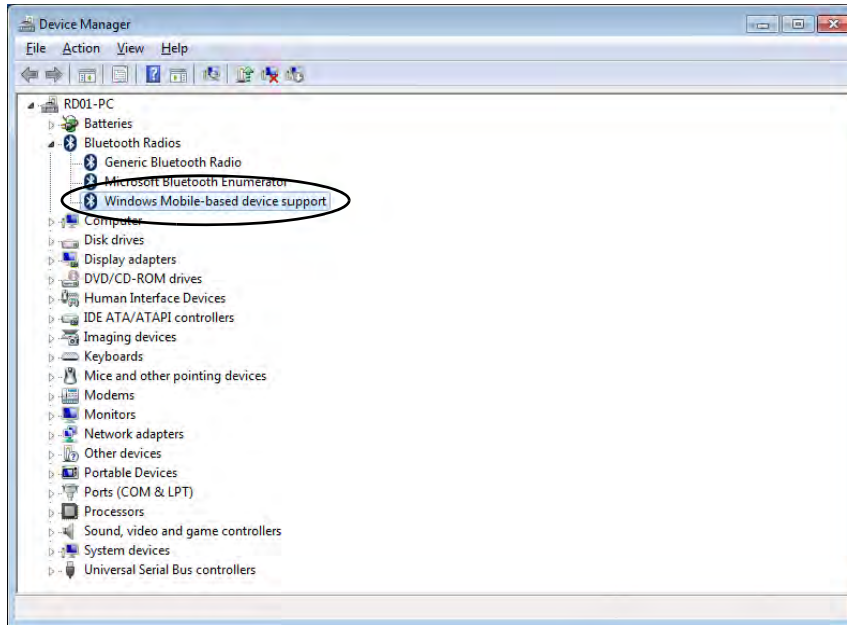 Device Manager
File Action View Help
RD01-PC
Batteries
Bluetooth Radios
Generic Bluetooth Radio
Microsoft Bluetooth Enumerator
Windows Mobile-based device support
Computer
Disk drives
Display adapters
DVD/CD-ROM drives
Human Interface Devices
IDE ATA/ATAPI controllers
Imaging devices
Keyboards
Mice and other pointing devices
Modems
Monitors
Network adapters
Other devices
Portable Devices
Ports (COM & LPT)
Processors
Sound, video and game controllers
System devices
Universal Serial Bus controllers